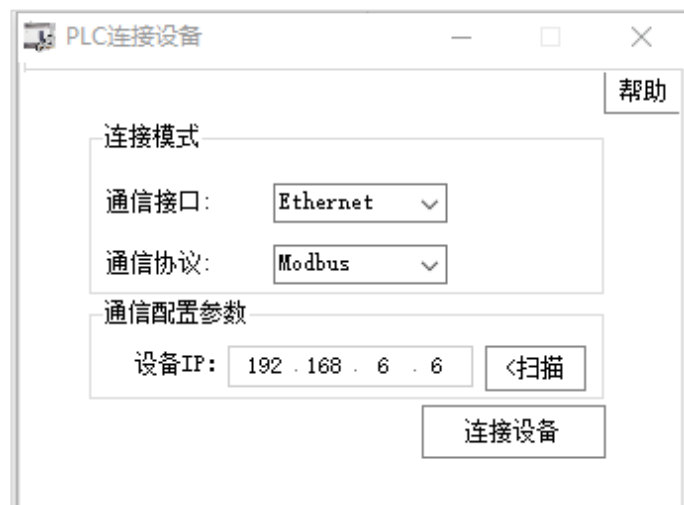 PLC连接设备
帮助
连接模式
通信接口: Ethernet
通信协议: Modbus
通信配置参数
设备IP: 192 . 168 . 6 . 6 <扫描
连接设备